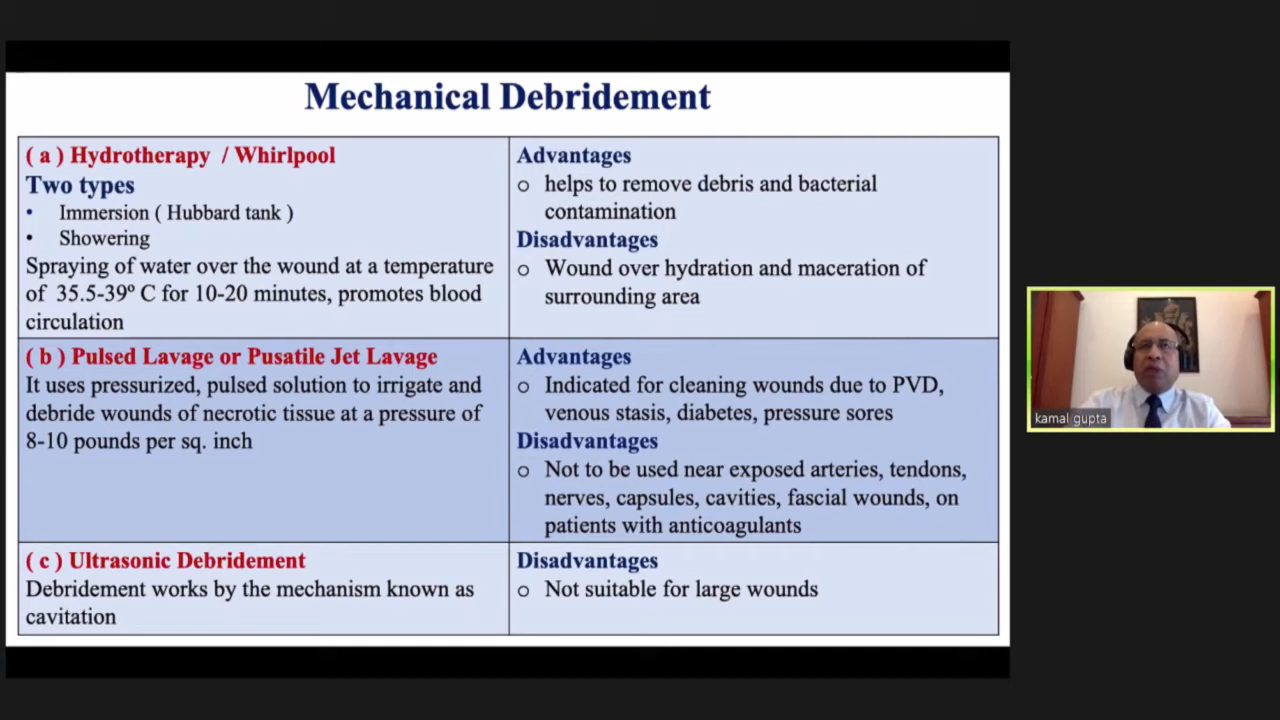 Mechanical Debridement
( a ) Hydrotherapy / Whirlpool
Two types
• Immersion ( Hubbard tank )
• Showering
Spraying of water over the wound at a temperature
of 35.5-39º C for 10-20 minutes, promotes blood
circulation
Advantages
o helps to remove debris and bacterial
contamination
Disadvantages
o Wound over hydration and maceration of
surrounding area
( b ) Pulsed Lavage or Pusatile Jet Lavage
It uses pressurized, pulsed solution to irrigate and
debride wounds of necrotic tissue at a pressure of
8-10 pounds per sq. inch
Advantages
o Indicated for cleaning wounds due to PVD,
venous stasis, diabetes, pressure sores
Disadvantages
o Not to be used near exposed arteries, tendons,
nerves, capsules, cavities, fascial wounds, on
patients with anticoagulants
( c ) Ultrasonic Debridement
Debridement works by the mechanism known as
cavitation
Disadvantages
o Not suitable for large wounds
kamal gupta